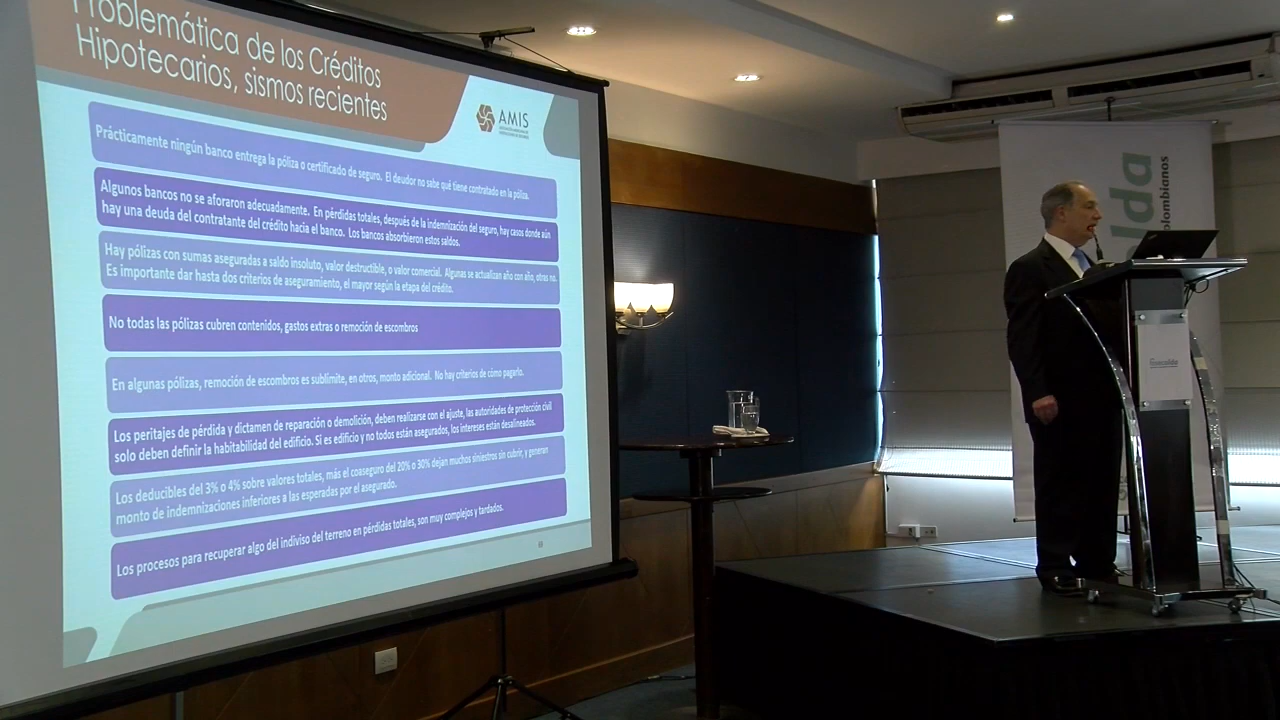 Problemática de los Créditos
Hipotecarios, sismos recientes
AMIS
Prácticamente ningún banco entrega la póliza o certificado de seguro. El deudor no sabe qué tiene contratado en la póliza.
Algunos bancos no se aforaron adecuadamente. En pérdidas totales, después de la indemnización del seguro, hay casos donde aún
hay una deuda del contratante del crédito hacia el banco. Los bancos absorbieron estos saldos.
Hay pólizas con sumas aseguradas a saldo insoluto, valor destructible, o valor comercial. Algunas se actualizan año con año, otras no.
Es importante dar hasta dos criterios de aseguramiento, el mayor según la etapa del crédito.
No todas las pólizas cubren contenidos, gastos extras o remoción de escombros
En algunas pólizas, remoción de escombros es sublimite, en otros, monto adicional. No hay criterios de cómo pagarlo.
Los peritajes de pérdida y dictamen de reparación o demolición, deben realizarse con el ajuste, las autoridades de protección civil
solo deben definir la habitabilidad del edificio. Si es edificio y no todos están asegurados, los intereses están desalineados.
Los deducibles del 3% o 4% sobre valores totales, más el coaseguro del 20% o 30% dejan muchos siniestros sin cubrir, y generan
monto de indemnizaciones inferiores a las esperadas por el asegurado.
Los procesos para recuperar algo del indiviso del terreno en pérdidas totales, son muy complejos y tardados.
lda
olombianos
fasecolda